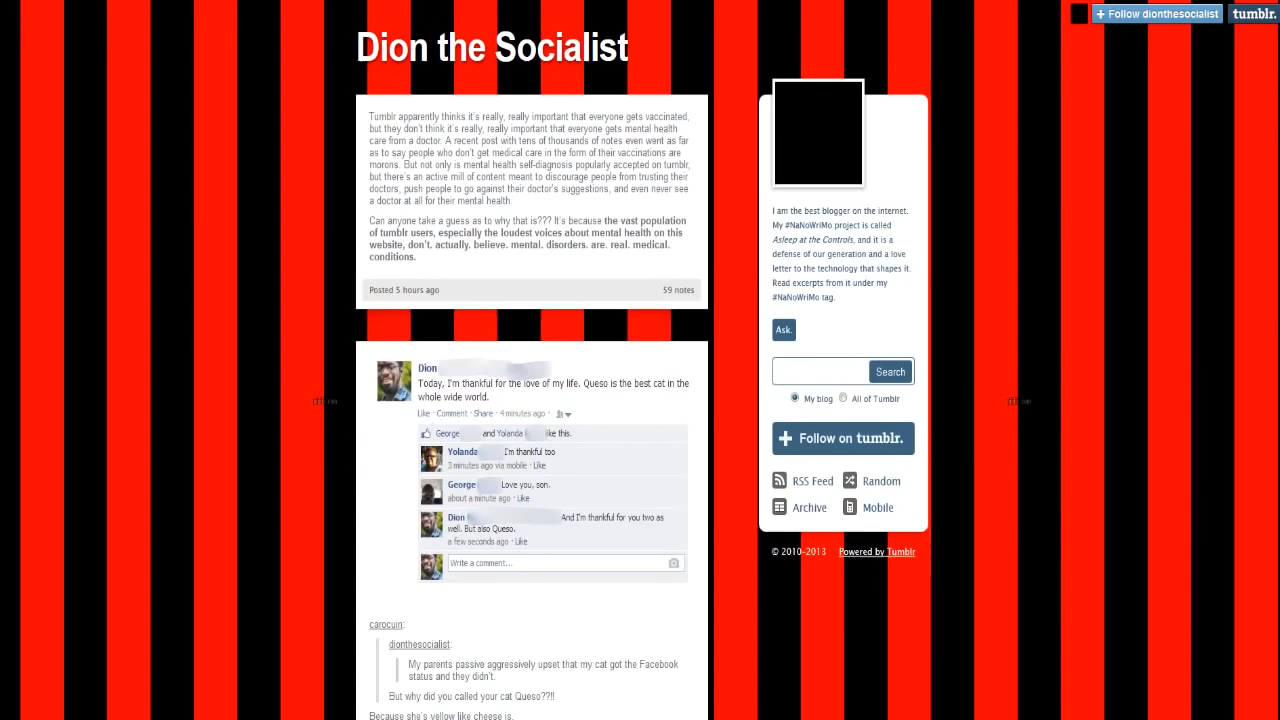 + Follow dionthesocialist
tumblr.
Dion the Socialist
Tumblr apparently thinks it's really, really important that everyone gets vaccinated,
but they don't think it's really, really important that everyone gets mental health
care from a doctor. A recent post with tens of thousands of notes even went as far
as to say people who don't get medical care in the form of their vaccinations are
morons. But not only is mental health self-diagnosis popularly accepted on tumblr,
but there's an active mill of content meant to discourage people from trusting their
doctors, push people to go against their doctor's suggestions, and even never see
a doctor at all for their mental health.
Can anyone take a guess as to why that is??? It's because the vast population
of tumblr users, especially the loudest voices about mental health on this
website, don't. actually. believe. mental. disorders. are. real. medical.
conditions.
Posted 5 hours ago
59 notes
Dion
Today, I'm thankful for the love of my life. Queso is the best cat in the
whole wide world.
Like · Comment · Share · 4 minutes ago ·
George and Yolanda like this.
Yolanda I'm thankful too
3 minutes ago via mobile · Like
George Love you, son.
about a minute ago · Like
Dion And I'm thankful for you two as
well. But also Queso.
a few seconds ago · Like
Write a comment...
carocuin:
dionthesocialist:
My parents passive aggressively upset that my cat got the Facebook
status and they didn't.
But why did you called your cat Queso??!!
Because she's yellow like cheese is.
I am the best blogger on the internet.
My #NaNoWriMo project is called
Asleep at the Controls, and it is a
defense of our generation and a love
letter to the technology that shapes it.
Read excerpts from it under my
#NaNoWriMo tag.
Ask.
Search
My blog
All of Tumblr
+ Follow on tumblr.
RSS Feed
Random
Archive
Mobile
© 2010–2013
Powered by Tumblr